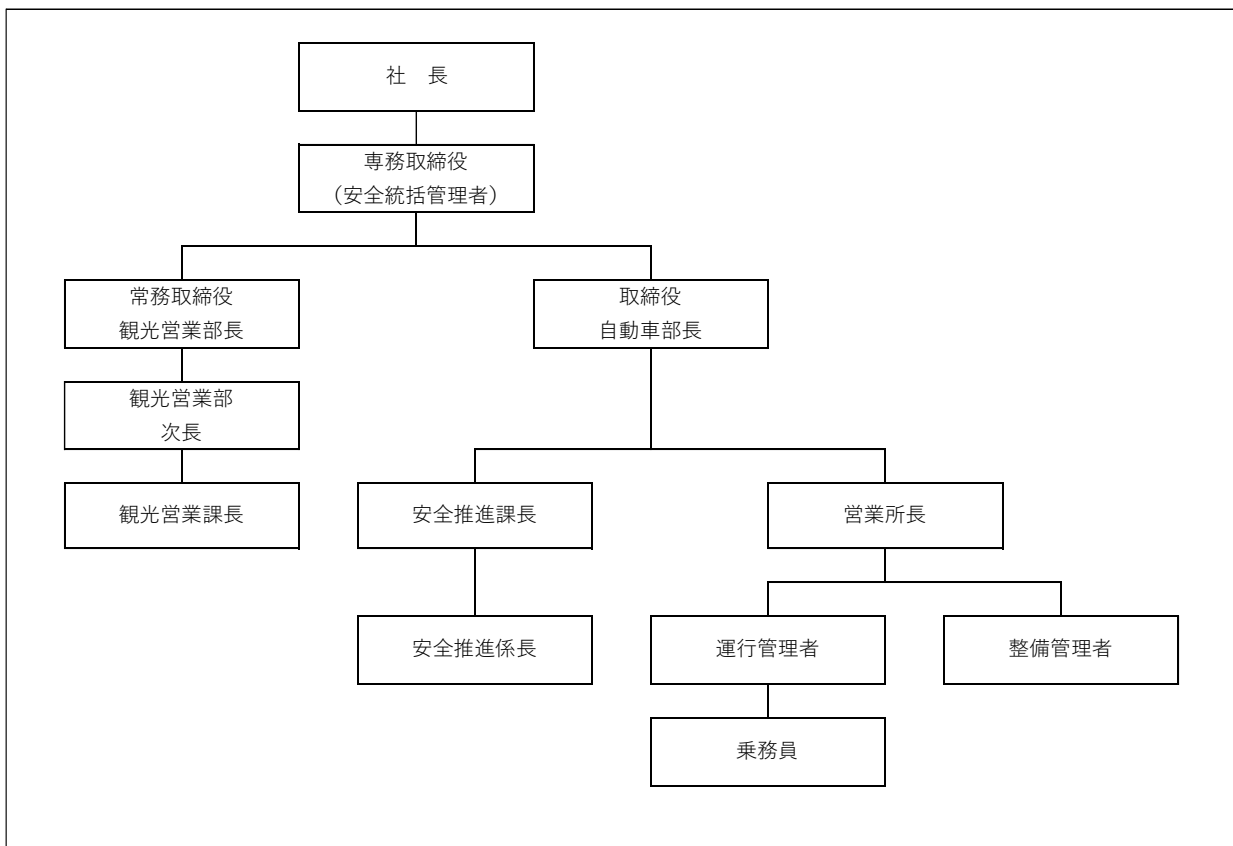 社　長
専務取締役
（安全統括管理者）
常務取締役
観光営業部長
取締役
自動車部長
観光営業部
次長
観光営業課長
安全推進課長
営業所長
安全推進係長
運行管理者
整備管理者
乗務員